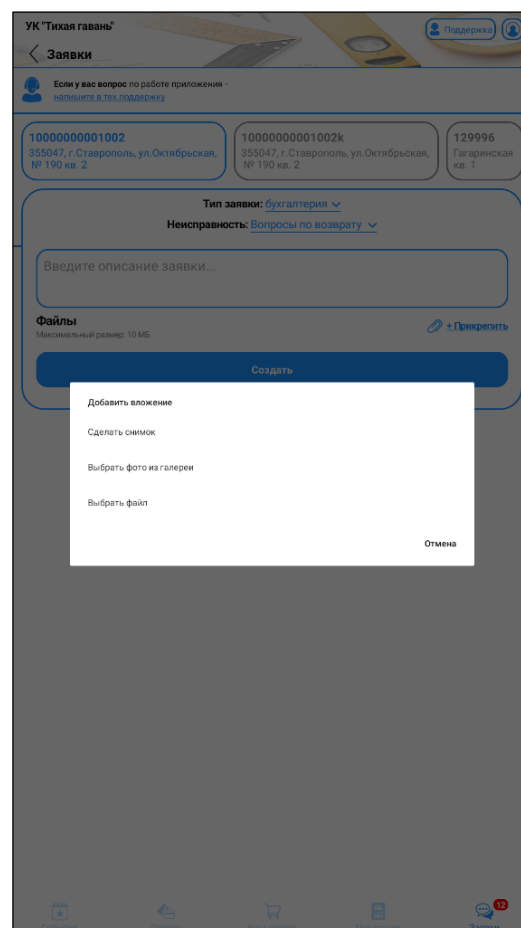 УК "Тихая гавань"
Поддержка
Заявки
Если у вас вопрос по работе приложения -
напишите в тех.поддержку
10000000001002
355047, г.Ставрополь, ул.Октябрьская,
№ 190 кв. 2
10000000001002k
355047, г.Ставрополь, ул.Октябрьская,
№ 190 кв. 2
129996
Гагаринская
кв. 1
Тип заявки: бухгалтерия
Неисправность: Вопросы по возврату
Введите описание заявки...
Файлы
Максимальный размер: 10 МБ
+ Прикрепить
Создать
Добавить вложение
Сделать снимок
Выбрать фото из галереи
Выбрать файл
Отмена
12
Заявки